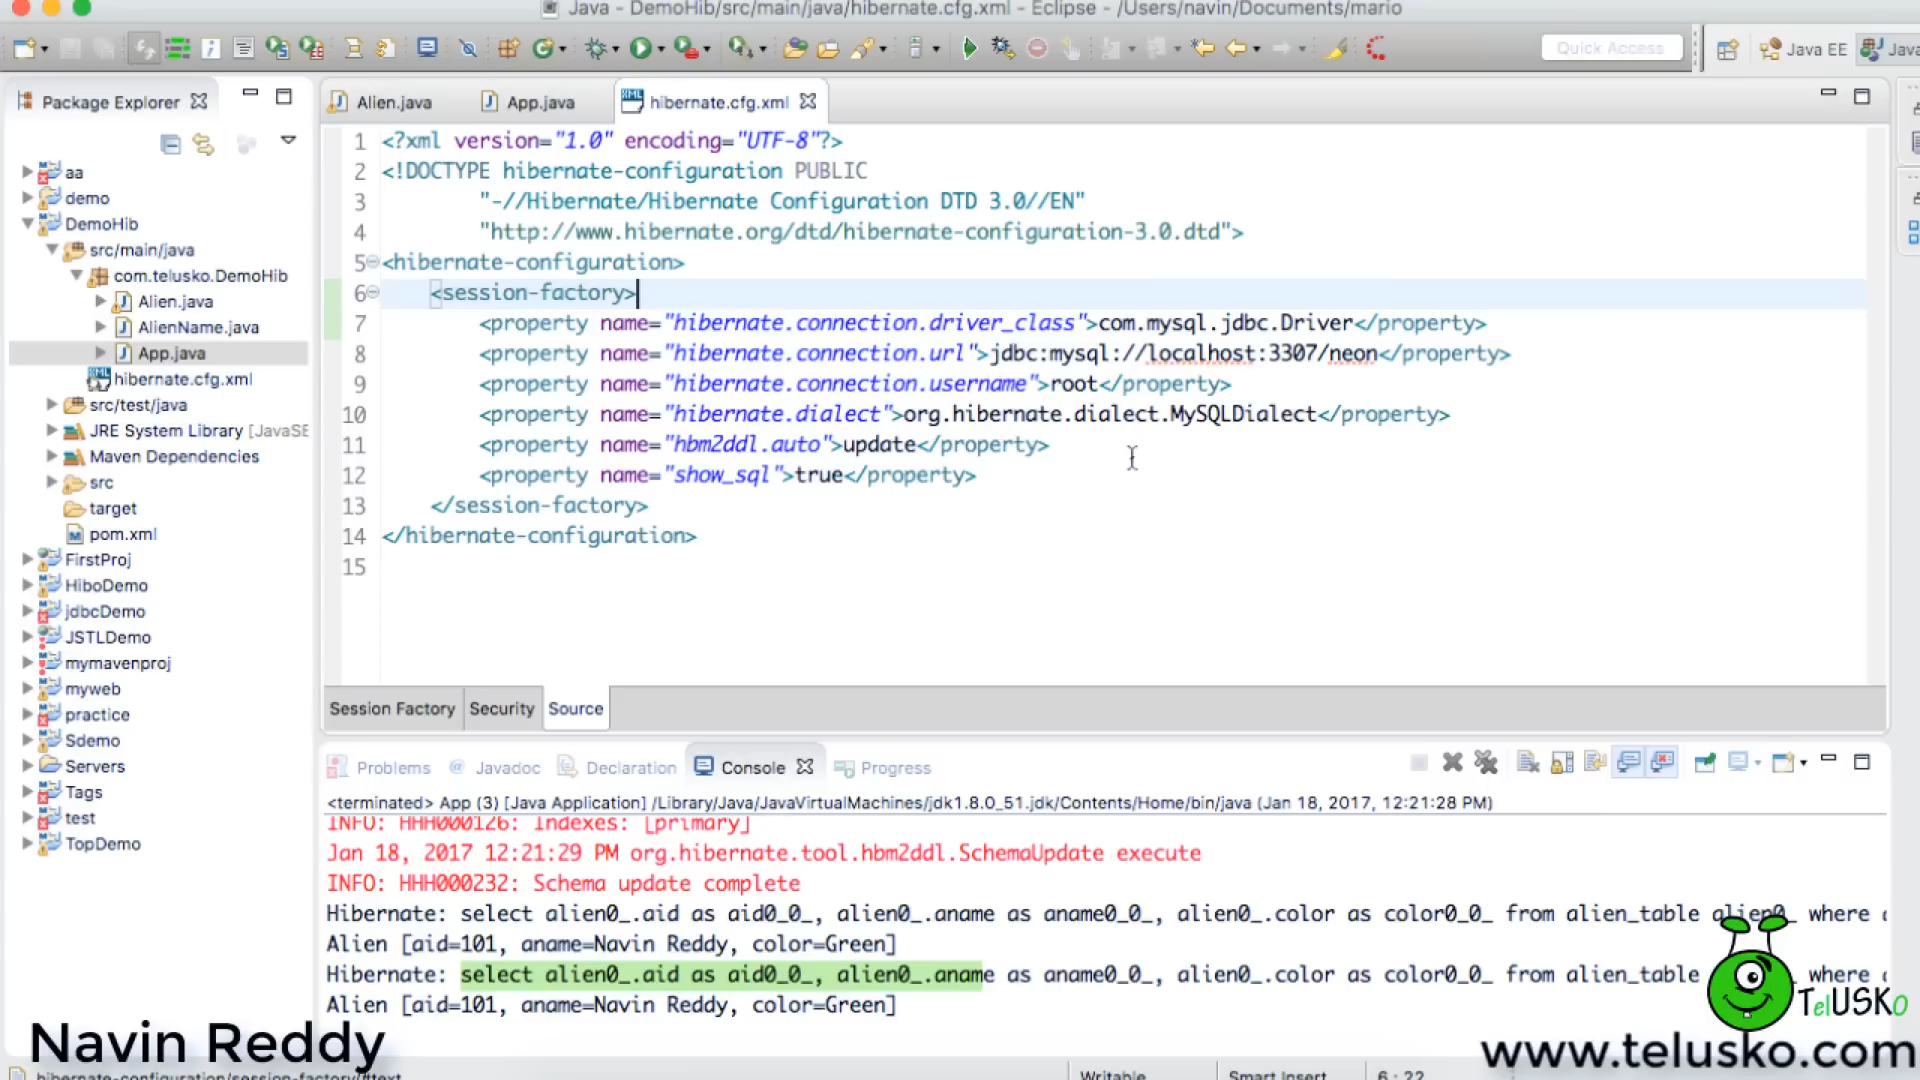 Java - DemoHib/src/main/java/hibernate.cfg.xml - Eclipse - /Users/navin/Documents/mario
Quick Access
Java EE
Java
Package Explorer
Alien.java
App.java
hibernate.cfg.xml
aa
demo
DemoHib
src/main/java
com.telusko.DemoHib
Alien.java
AlienName.java
App.java
hibernate.cfg.xml
src/test/java
JRE System Library [JavaSE
Maven Dependencies
src
target
pom.xml
FirstProj
HiboDemo
jdbcDemo
JSTLDemo
mymavenproj
myweb
practice
Sdemo
Servers
Tags
test
TopDemo
1 <?xml version="1.0" encoding="UTF-8"?>
2 <!DOCTYPE hibernate-configuration PUBLIC
3 "-//Hibernate/Hibernate Configuration DTD 3.0//EN"
4 "http://www.hibernate.org/dtd/hibernate-configuration-3.0.dtd">
5 <hibernate-configuration>
6 <session-factory>
7 <property name="hibernate.connection.driver_class">com.mysql.jdbc.Driver</property>
8 <property name="hibernate.connection.url">jdbc:mysql://localhost:3307/neon</property>
9 <property name="hibernate.connection.username">root</property>
10 <property name="hibernate.dialect">org.hibernate.dialect.MySQLDialect</property>
11 <property name="hbm2ddl.auto">update</property>
12 <property name="show_sql">true</property>
13 </session-factory>
14 </hibernate-configuration>
15
Session Factory Security Source
Problems @ Javadoc Declaration Console Progress
<terminated> App (3) [Java Application] /Library/Java/JavaVirtualMachines/jdk1.8.0_51.jdk/Contents/Home/bin/java (Jan 18, 2017, 12:21:28 PM)
INFO: HHH000126: Indexes: [primary]
Jan 18, 2017 12:21:29 PM org.hibernate.tool.hbm2ddl.SchemaUpdate execute
INFO: HHH000232: Schema update complete
Hibernate: select alien0_.aid as aid0_0_, alien0_.aname as aname0_0_, alien0_.color as color0_0_ from alien_table alien0_ where
Alien [aid=101, aname=Navin Reddy, color=Green]
Hibernate: select alien0_.aid as aid0_0_, alien0_.aname as aname0_0_, alien0_.color as color0_0_ from alien_table where
Alien [aid=101, aname=Navin Reddy, color=Green]
TelUSKo
Navin Reddy
www.telusko.com
hibernate-configuration/session-factory/#text
Writable
Smart Insert
6 : 22